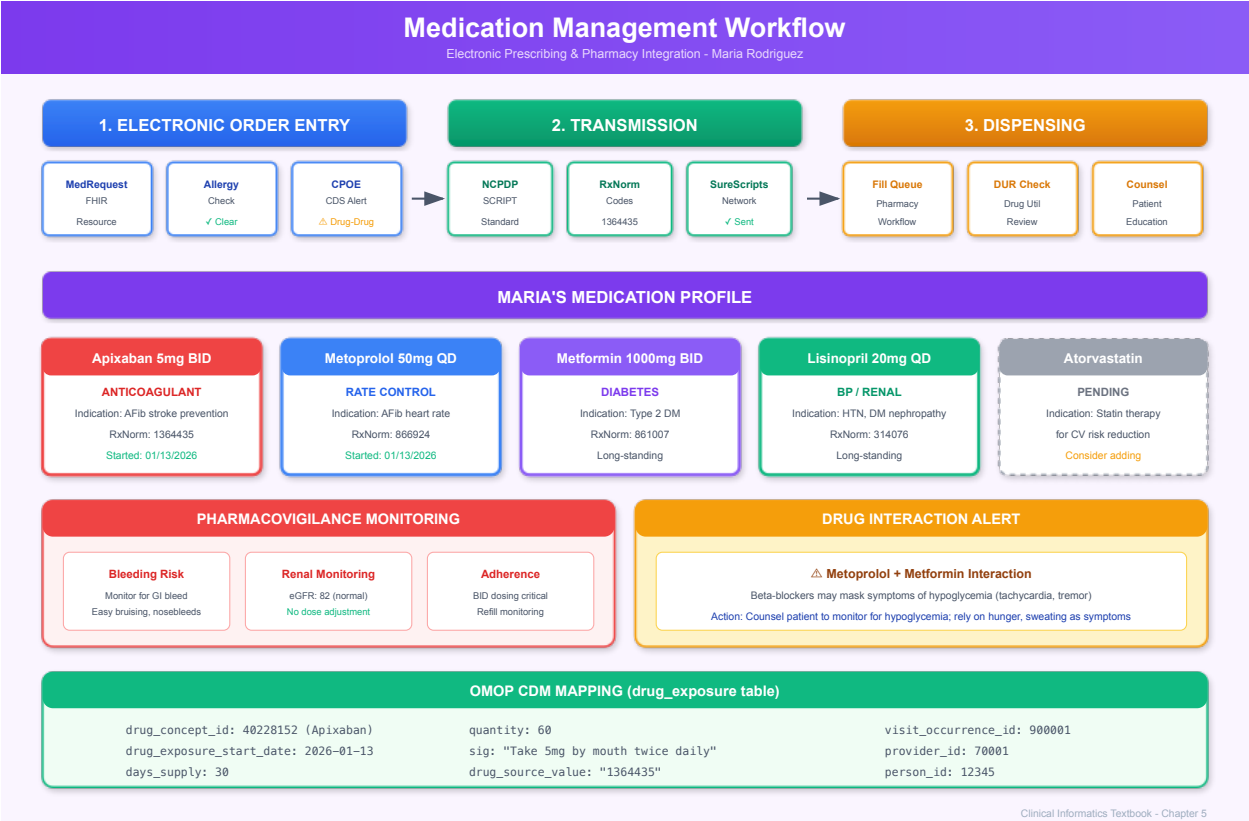 Medication Management Workflow
Electronic Prescribing & Pharmacy Integration - Maria Rodriguez
1. ELECTRONIC ORDER ENTRY
MedRequest
FHIR
Resource
Allergy
Check
✓ Clear
CPOE
CDS Alert
⚠ Drug-Drug
2. TRANSMISSION
NCPDP
SCRIPT
Standard
RxNorm
Codes
1364435
SureScripts
Network
✓ Sent
3. DISPENSING
Fill Queue
Pharmacy
Workflow
DUR Check
Drug Util
Review
Counsel
Patient
Education
MARIA'S MEDICATION PROFILE
Apixaban 5mg BID
ANTICOAGULANT
Indication: AFib stroke prevention
RxNorm: 1364435
Started: 01/13/2026
Metoprolol 50mg QD
RATE CONTROL
Indication: AFib heart rate
RxNorm: 866924
Started: 01/13/2026
Metformin 1000mg BID
DIABETES
Indication: Type 2 DM
RxNorm: 861007
Long-standing
Lisinopril 20mg QD
BP / RENAL
Indication: HTN, DM nephropathy
RxNorm: 314076
Long-standing
Atorvastatin
PENDING
Indication: Statin therapy
for CV risk reduction
Consider adding
PHARMACOVIGILANCE MONITORING
Bleeding Risk
Monitor for GI bleed
Easy bruising, nosebleeds
Renal Monitoring
eGFR: 82 (normal)
No dose adjustment
Adherence
BID dosing critical
Refill monitoring
DRUG INTERACTION ALERT
⚠ Metoprolol + Metformin Interaction
Beta-blockers may mask symptoms of hypoglycemia (tachycardia, tremor)
Action: Counsel patient to monitor for hypoglycemia; rely on hunger, sweating as symptoms
OMOP CDM MAPPING (drug_exposure table)
drug_concept_id: 40228152 (Apixaban)
drug_exposure_start_date: 2026-01-13
days_supply: 30
quantity: 60
sig: "Take 5mg by mouth twice daily"
drug_source_value: "1364435"
visit_occurrence_id: 900001
provider_id: 70001
person_id: 12345
Clinical Informatics Textbook - Chapter 5